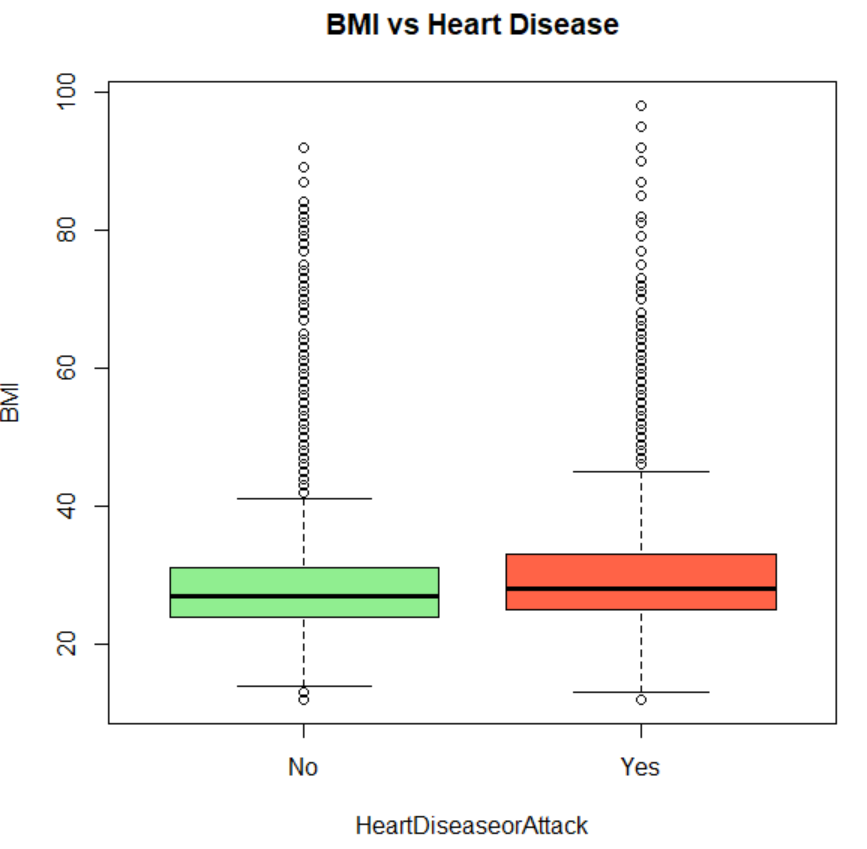 BMI vs Heart Disease
100
80
60
40
20
BMI
No Yes
HeartDiseaseorAttack